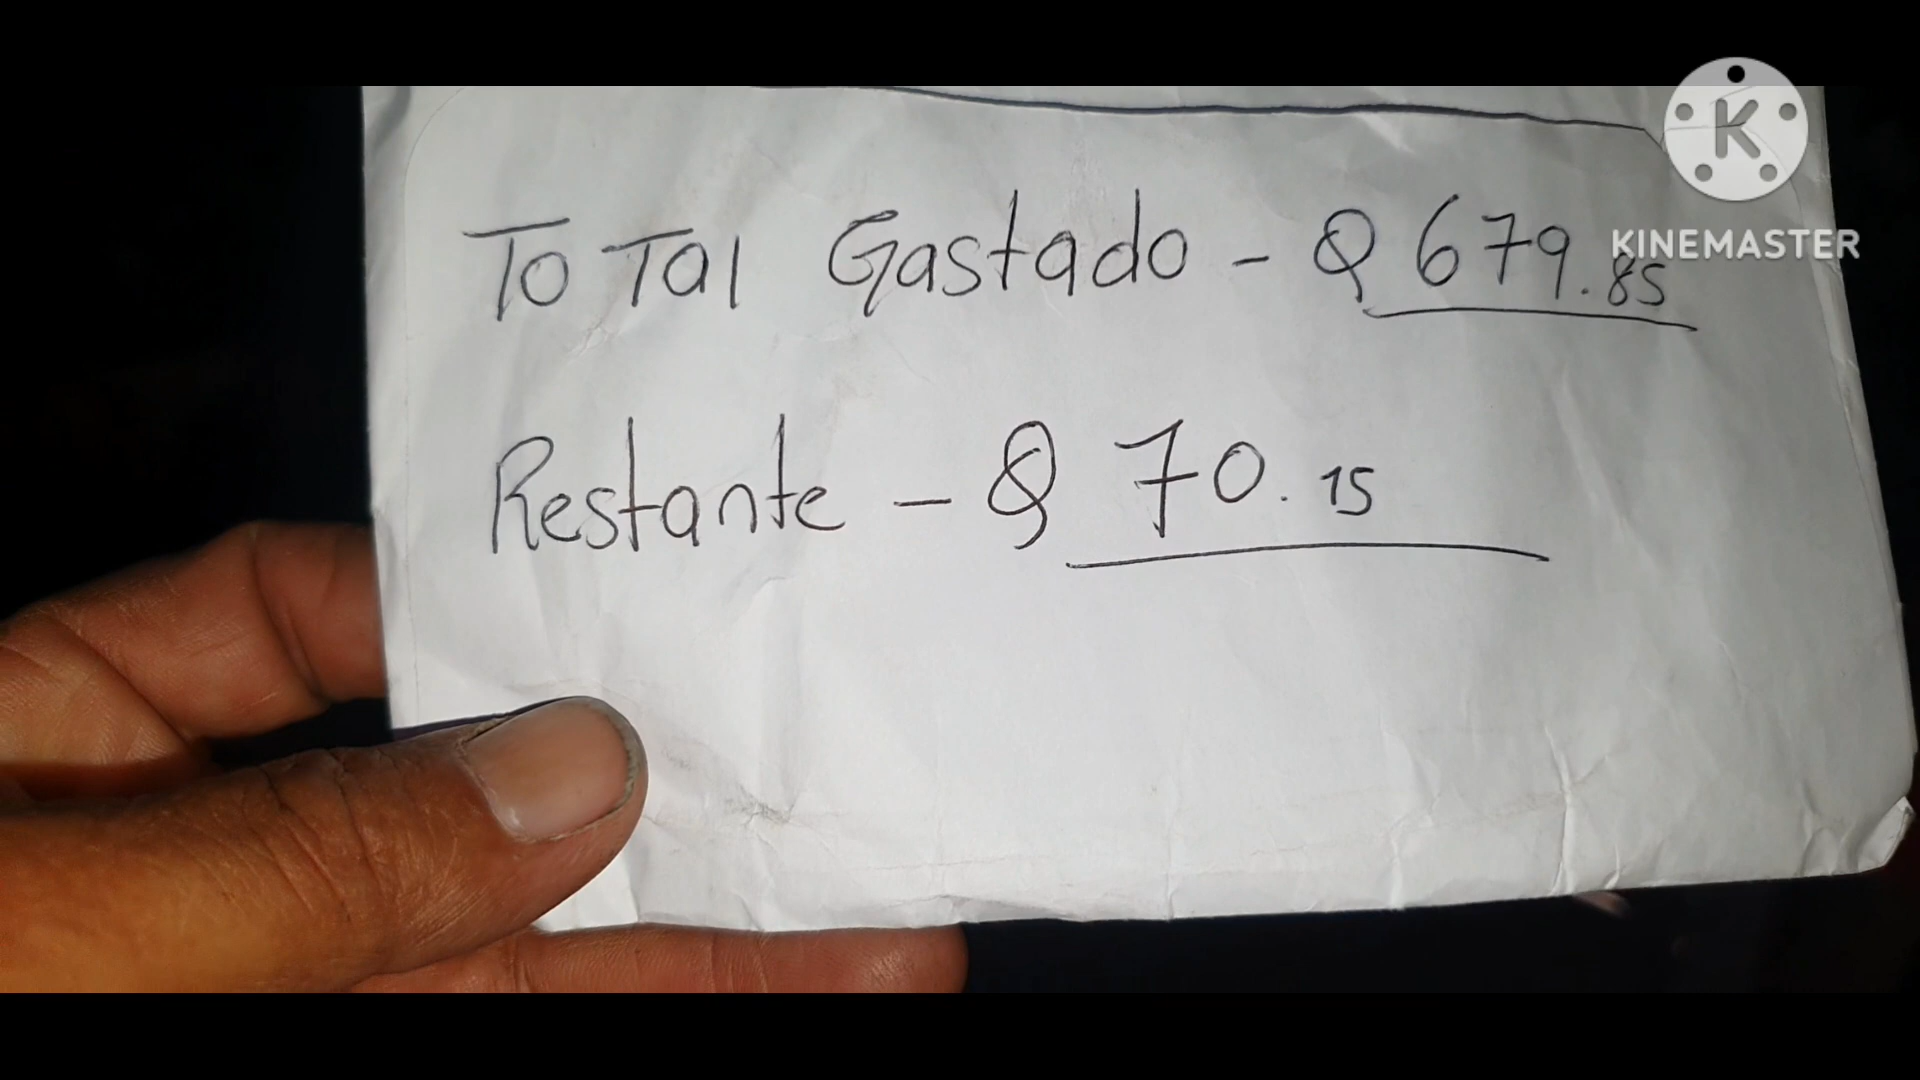 ToTal Gastado - Q 679.85
Restante - Q 70.15
K
KINEMASTER